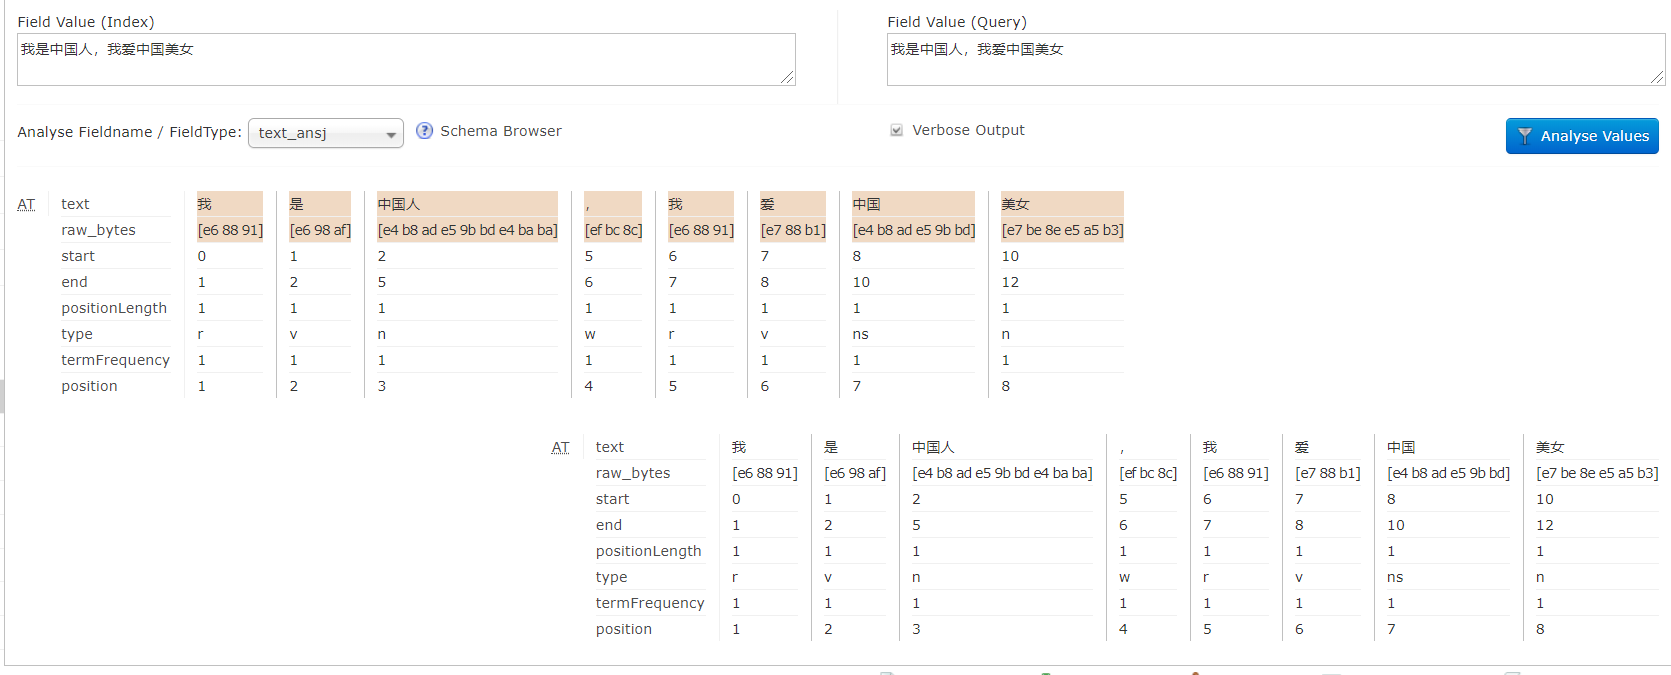 Field Value (Index) Field Value (Query)
我是中国人，我爱中国美女 我是中国人，我爱中国美女
Analyse Fieldname / FieldType: text_ansj ? Schema Browser Verbose Output Analyse Values
AT text 我 是 中国人 ， 我 爱 中国 美女
raw_bytes [e6 88 91] [e6 98 af] [e4 b8 ad e5 9b bd e4 ba ba] [ef bc 8c] [e6 88 91] [e7 88 b1] [e4 b8 ad e5 9b bd] [e7 be 8e e5 a5 b3]
start 0 1 2 5 6 7 8 10
end 1 2 5 6 7 8 10 12
positionLength 1 1 1 1 1 1 1 1
type r v n w r v ns n
termFrequency 1 1 1 1 1 1 1 1
position 1 2 3 4 5 6 7 8
AT text 我 是 中国人 ， 我 爱 中国 美女
raw_bytes [e6 88 91] [e6 98 af] [e4 b8 ad e5 9b bd e4 ba ba] [ef bc 8c] [e6 88 91] [e7 88 b1] [e4 b8 ad e5 9b bd] [e7 be 8e e5 a5 b3]
start 0 1 2 5 6 7 8 10
end 1 2 5 6 7 8 10 12
positionLength 1 1 1 1 1 1 1 1
type r v n w r v ns n
termFrequency 1 1 1 1 1 1 1 1
position 1 2 3 4 5 6 7 8